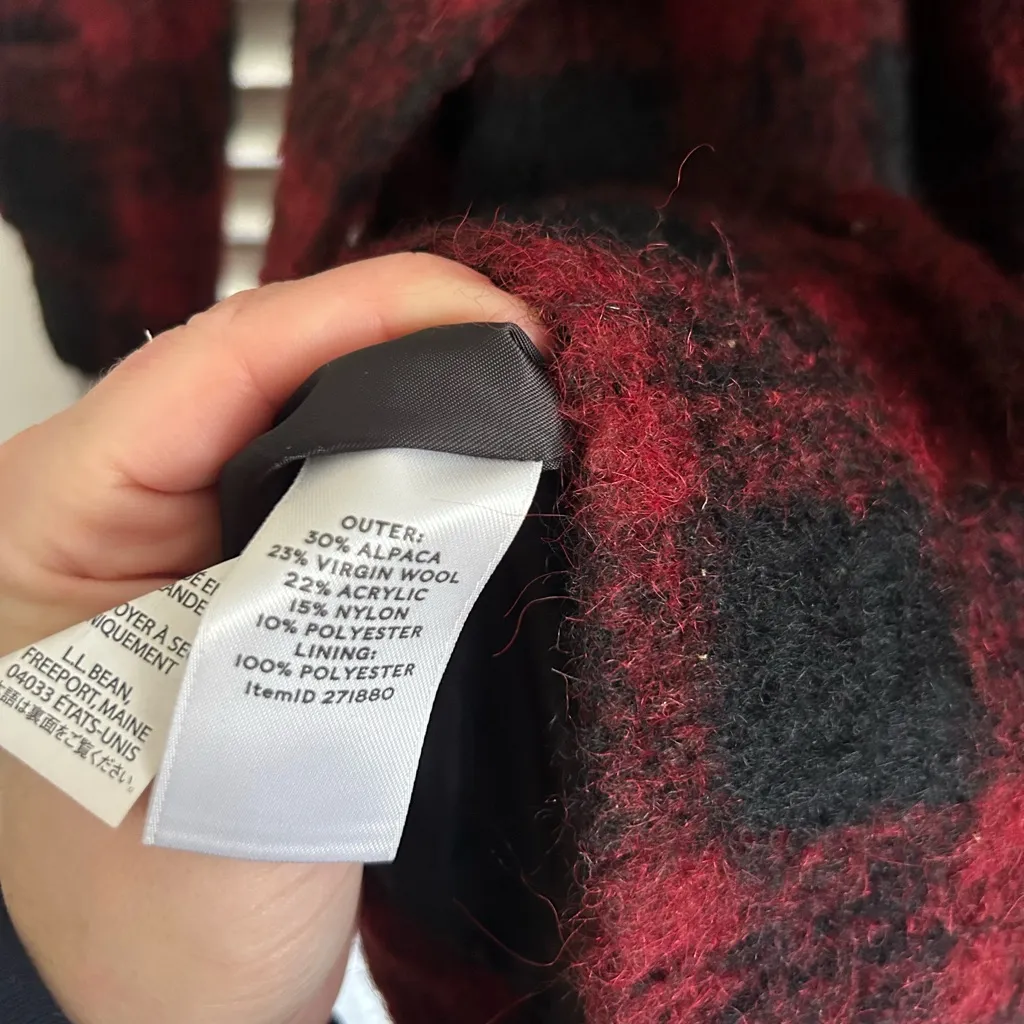 OUTER:
30% ALPACA
23% VIRGIN WOOL
22% ACRYLIC
15% NYLON
10% POLYESTER
LINING:
100% POLYESTER
ItemID 271880
OYER À SE
NIQUEMENT
L.L. BEAN,
FREEPORT, MAINE
04033 ÉTATS-UNIS
語は裏面をご覧ください。